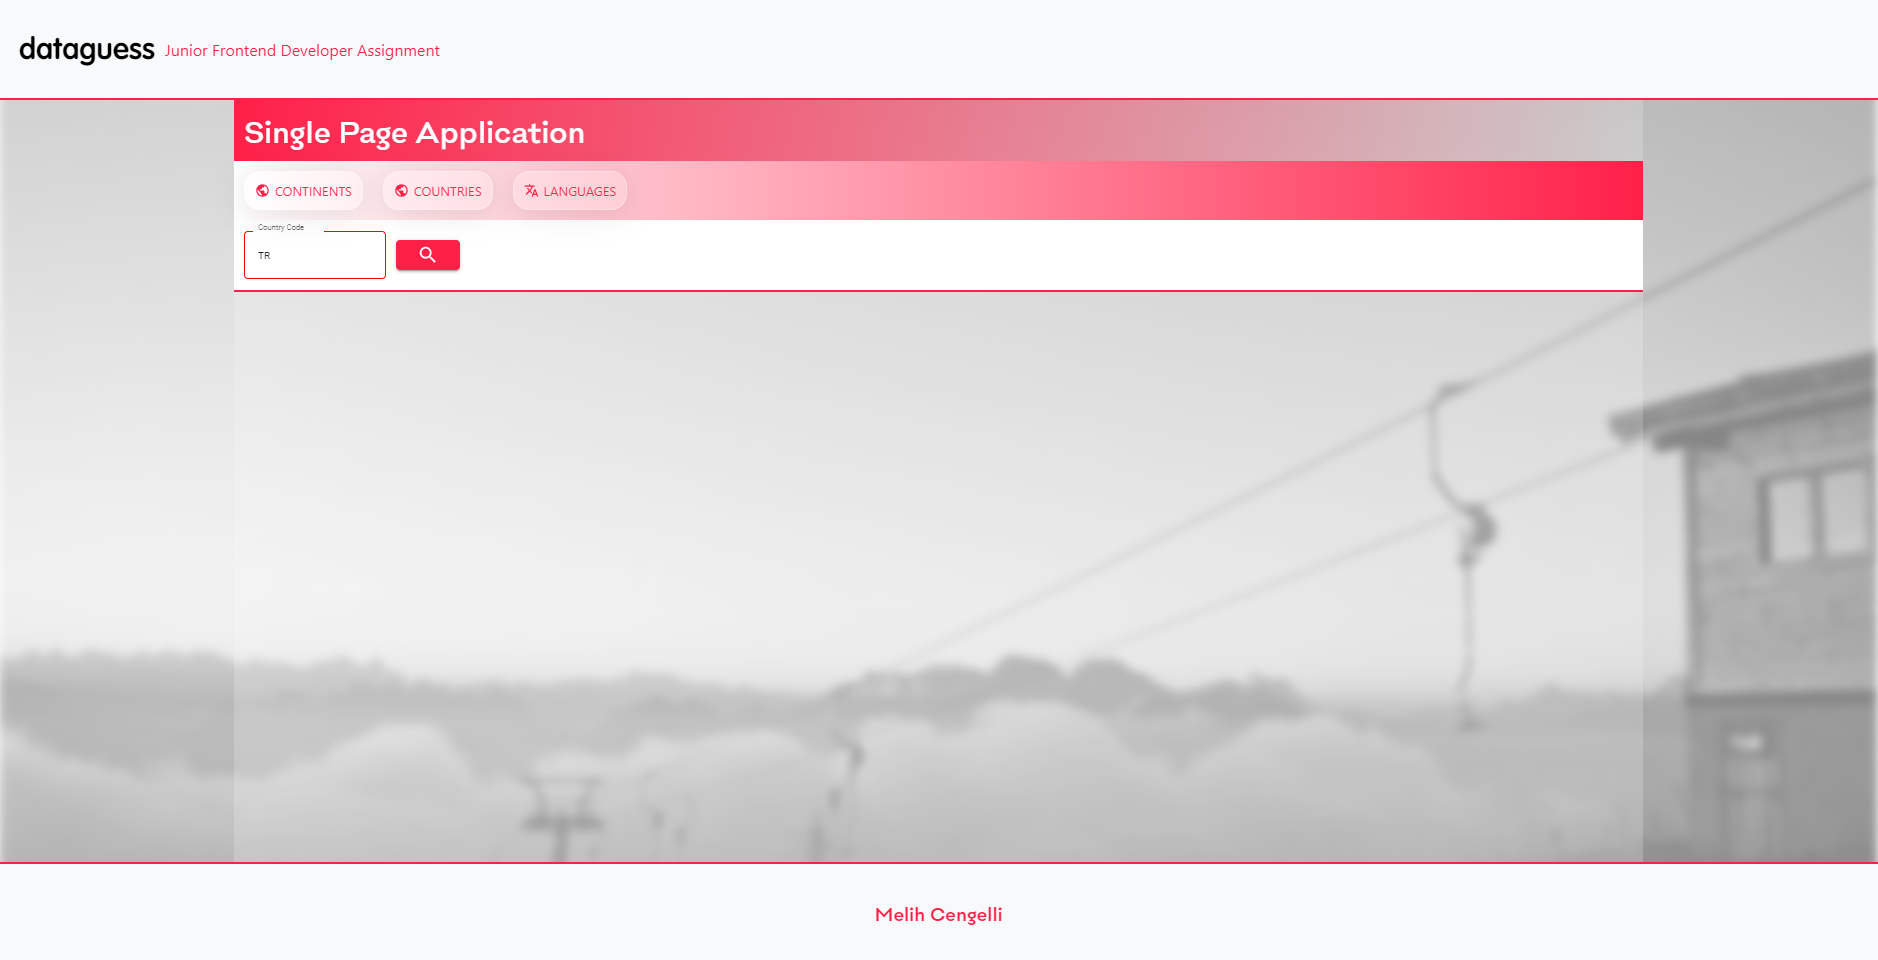 dataguess Junior Frontend Developer Assignment
Single Page Application
CONTINENTS COUNTRIES LANGUAGES
Country Code
TR
Melih Cengelli